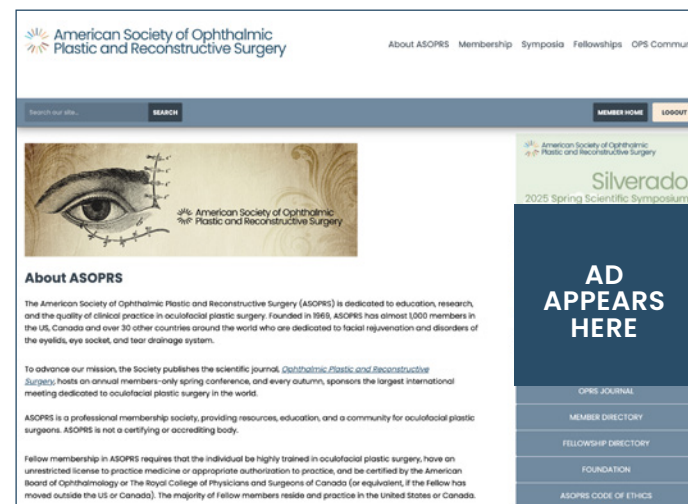 American Society of Ophthalmic
Plastic and Reconstructive Surgery
About ASOPRS Membership Symposia Fellowships OPS Commun
Search our site...
SEARCH
MEMBER HOME
LOGOUT
American Society of Ophthalmic
Plastic and Reconstructive Surgery
American Society of Ophthalmic
Plastic and Reconstructive Surgery
Silverado
2025 Spring Scientific Symposium
AD
APPEARS
HERE
About ASOPRS
The American Society of Ophthalmic Plastic and Reconstructive Surgery (ASOPRS) is dedicated to education, research,
and the quality of clinical practice in oculofacial plastic surgery. Founded in 1969, ASOPRS has almost 1,000 members in
the US, Canada and over 30 other countries around the world who are dedicated to facial rejuvenation and disorders of
the eyelids, eye socket, and tear drainage system.
To advance our mission, the Society publishes the scientific journal, Ophthalmic Plastic and Reconstructive
Surgery, hosts an annual members-only spring conference, and every autumn, sponsors the largest international
meeting dedicated to oculofacial plastic surgery in the world.
ASOPRS is a professional membership society, providing resources, education, and a community for oculofacial plastic
surgeons. ASOPRS is not a certifying or accrediting body.
Fellow membership in ASOPRS requires that the individual be highly trained in oculofacial plastic surgery, have an
unrestricted license to practice medicine or appropriate authorization to practice, and be certified by the American
Board of Ophthalmology or The Royal College of Physicians and Surgeons of Canada (or equivalent, if the Fellow has
moved outside the US or Canada). The majority of Fellow members reside and practice in the United States or Canada.
OPRS JOURNAL
MEMBER DIRECTORY
FELLOWSHIP DIRECTORY
FOUNDATION
ASOPRS CODE OF ETHICS